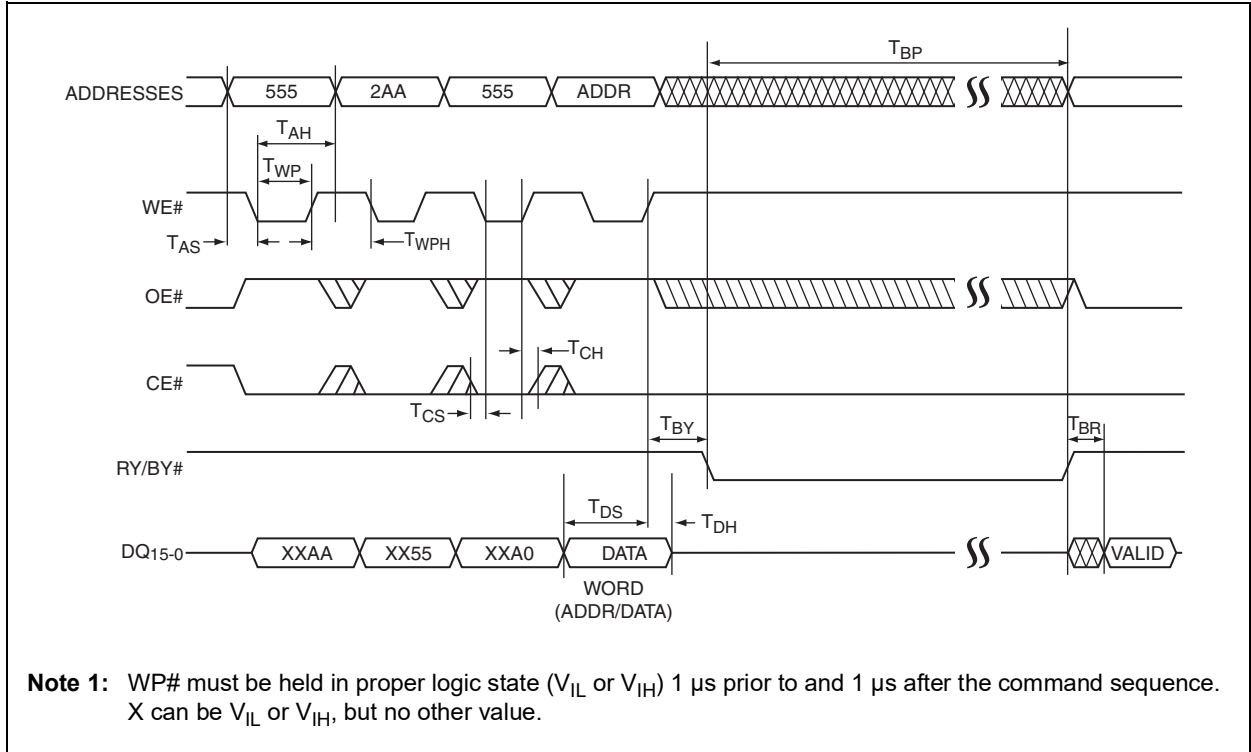 T_BP
ADDRESSES 555 2AA 555 ADDR
T_AH
T_WP
WE#
T_AS T_WPH
OE#
T_CH
CE#
T_CS
T_BY T_BR
RY/BY#
T_DS T_DH
DQ15-0 XXAA XX55 XXA0 DATA VALID
WORD
(ADDR/DATA)
Note 1: WP# must be held in proper logic state (V_IL or V_IH) 1 µs prior to and 1 µs after the command sequence.
X can be V_IL or V_IH, but no other value.